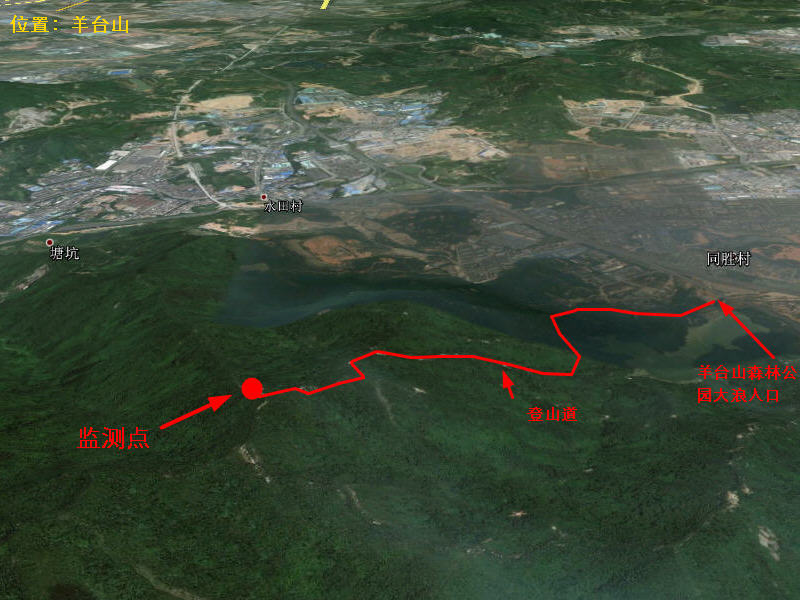 位置: 羊台山
水田村
塘坑
同胜村
羊台山森林公
园大浪入口
登山道
监测点